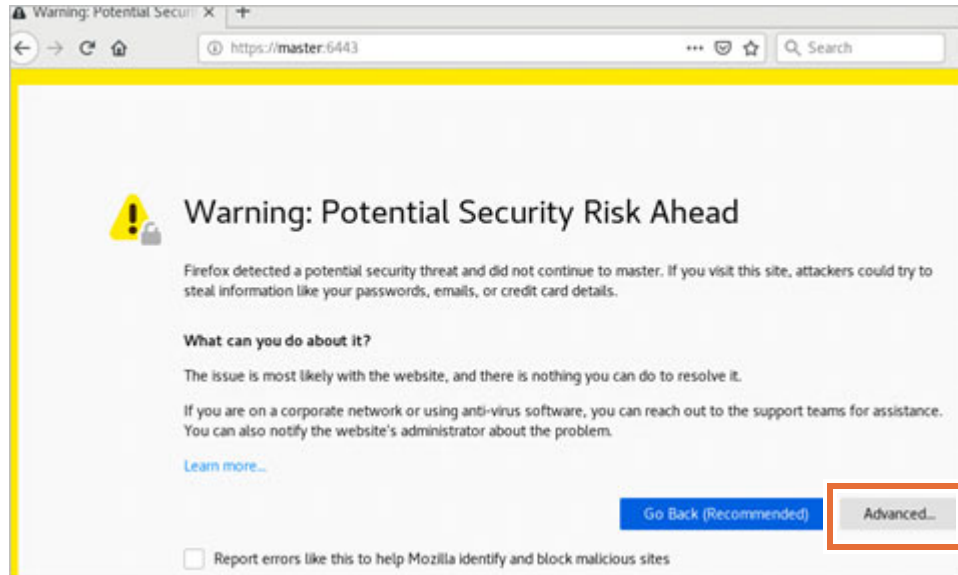 Warning: Potential Secur
https://master:6443
Search
Warning: Potential Security Risk Ahead
Firefox detected a potential security threat and did not continue to master. If you visit this site, attackers could try to
steal information like your passwords, emails, or credit card details.
What can you do about it?
The issue is most likely with the website, and there is nothing you can do to resolve it.
If you are on a corporate network or using anti-virus software, you can reach out to the support teams for assistance.
You can also notify the website's administrator about the problem.
Learn more...
Go Back (Recommended) Advanced...
Report errors like this to help Mozilla identify and block malicious sites